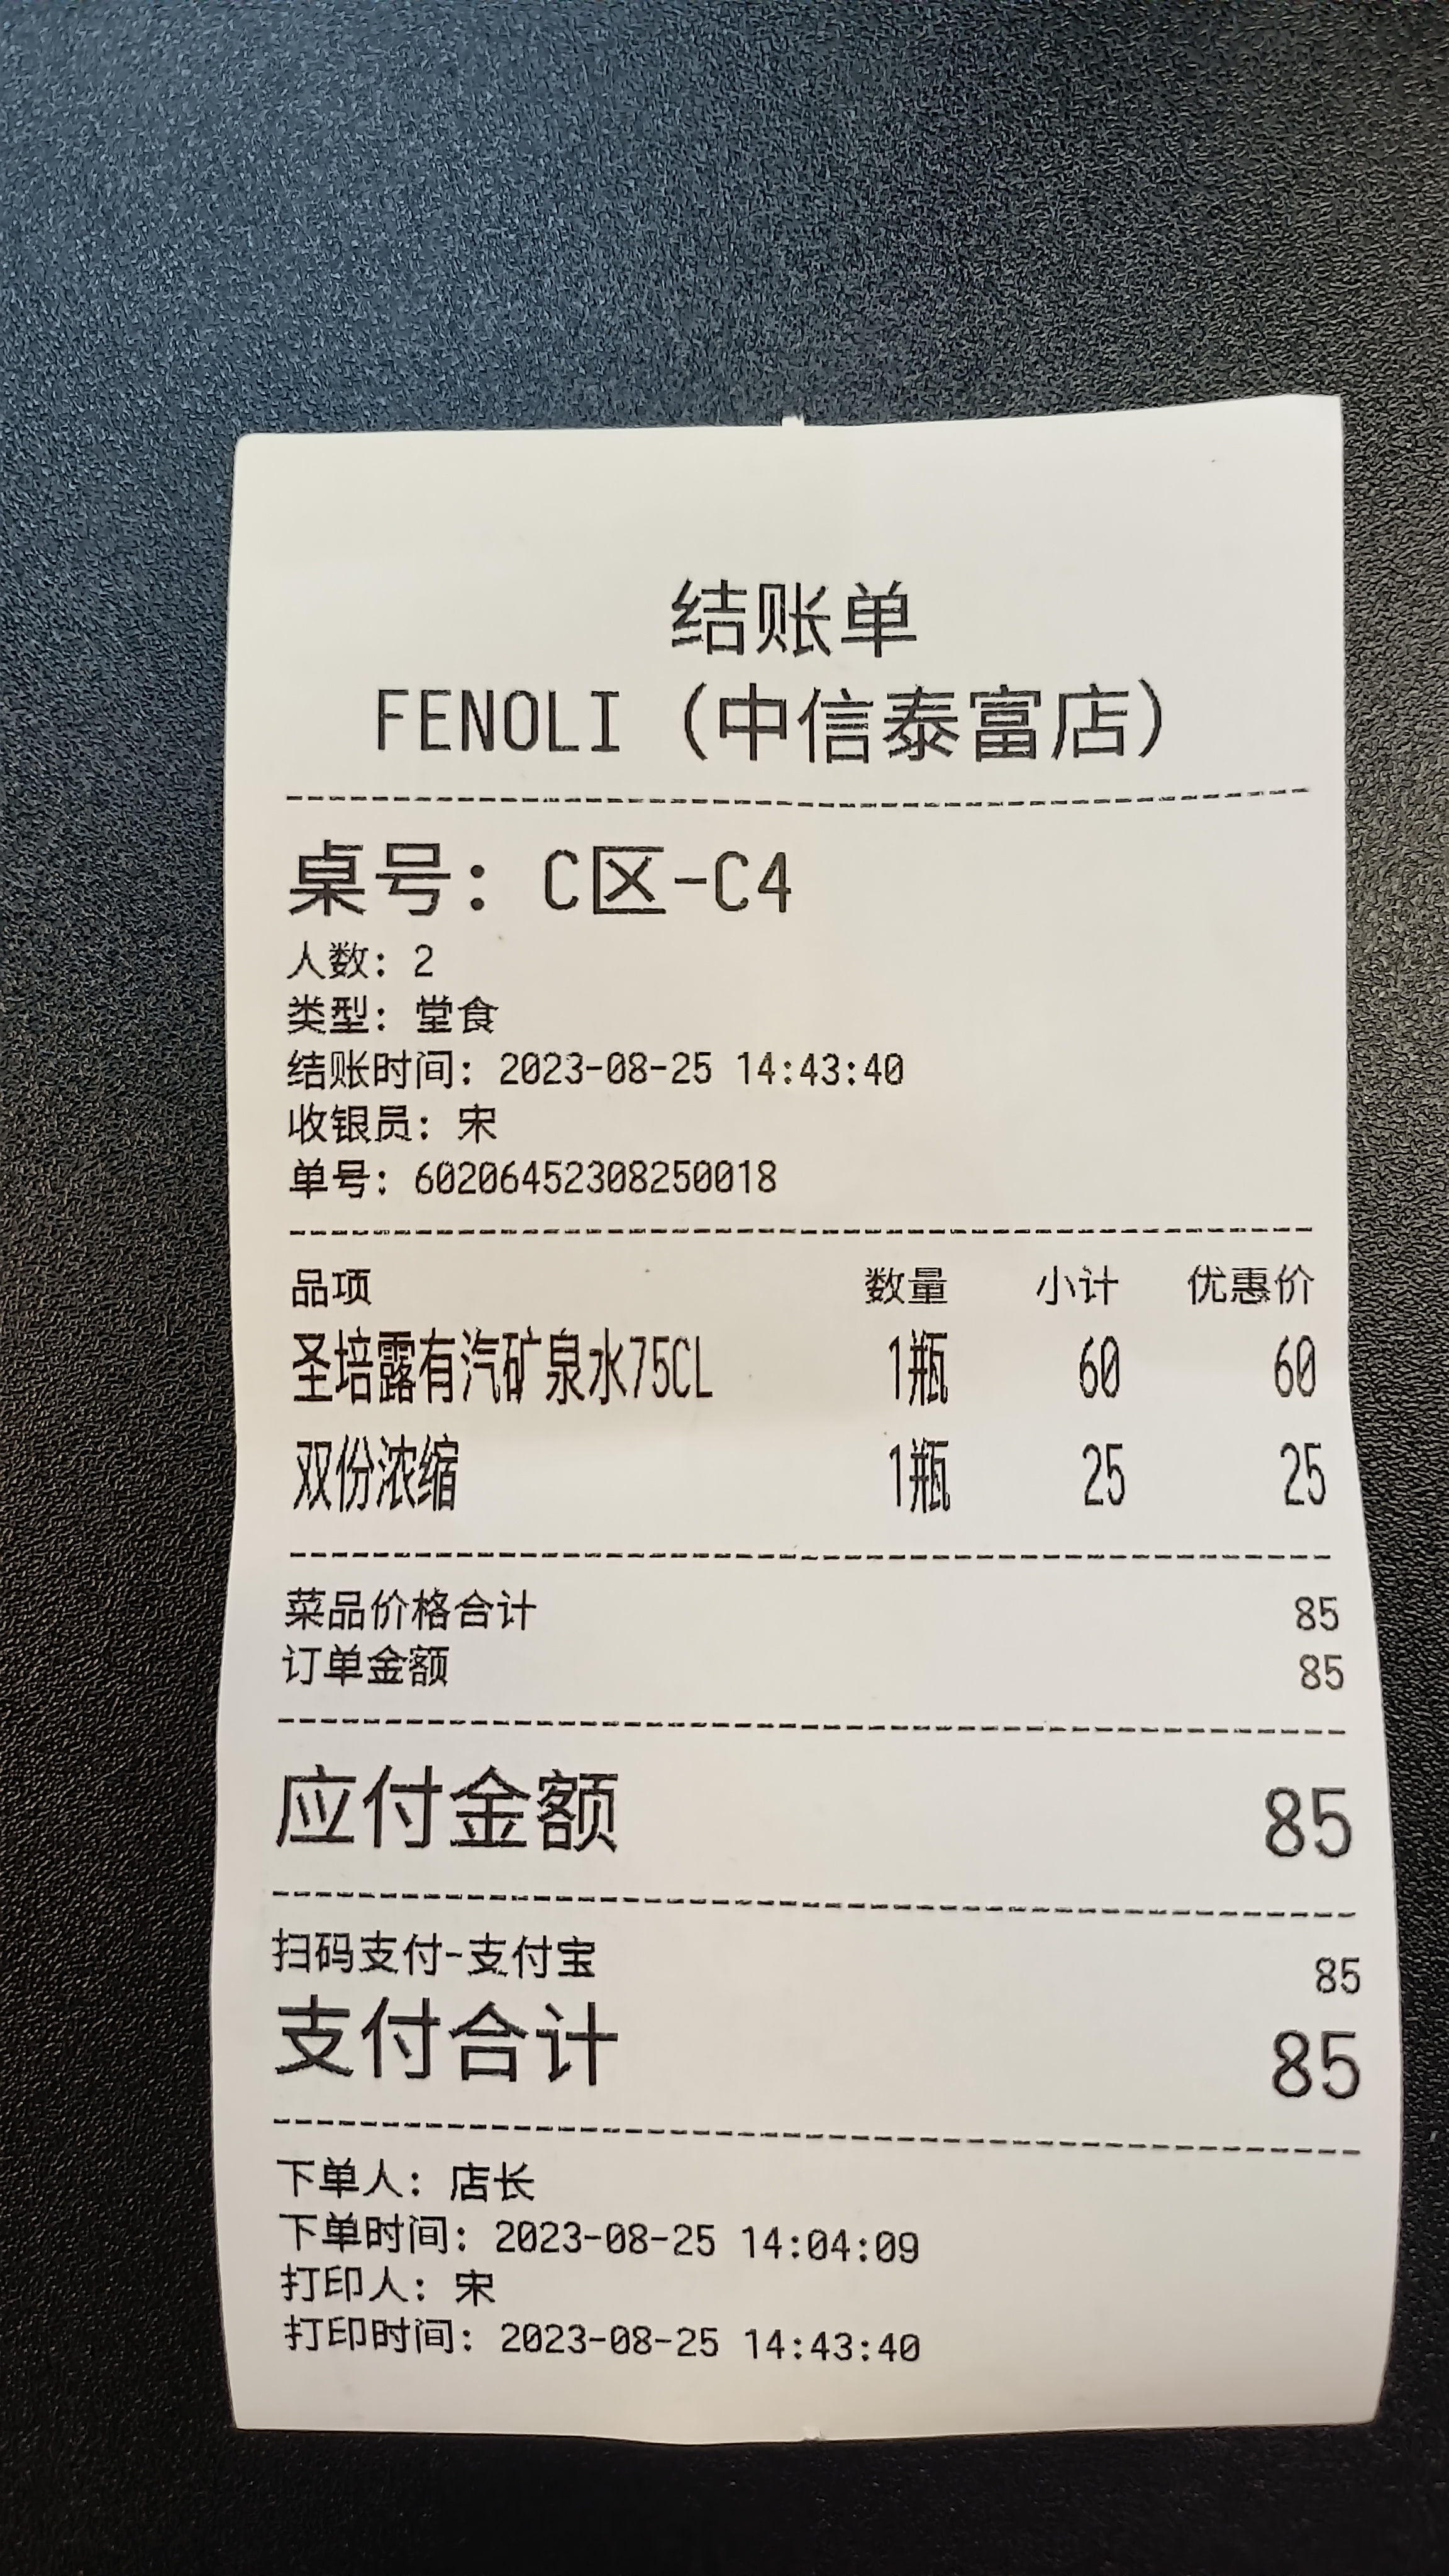 结账单
FENOLI（中信泰富店）
桌号：C区-C4
人数：2
类型：堂食
结账时间：2023-08-25 14:43:40
收银员：宋
单号：60206452308250018
品项 数量 小计 优惠价
圣培露有汽矿泉水75CL 1瓶 60 60
双份浓缩 1瓶 25 25
菜品价格合计 85
订单金额 85
应付金额 85
扫码支付-支付宝 85
支付合计 85
下单人：店长
下单时间：2023-08-25 14:04:09
打印人：宋
打印时间：2023-08-25 14:43:40